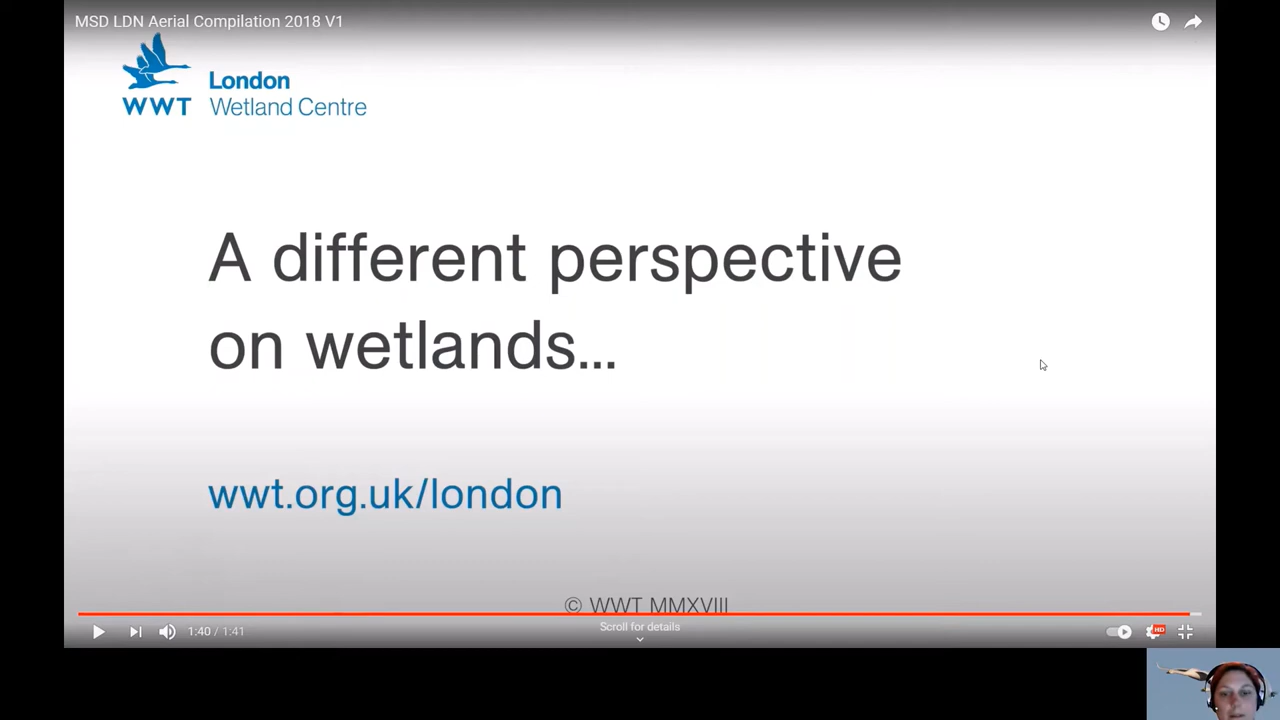 MSD LDN Aerial Compilation 2018 V1
London
WWT Wetland Centre
A different perspective
on wetlands...
wwt.org.uk/london
© WWT MMXVIII
Scroll for details
1:40 / 1:41
HD